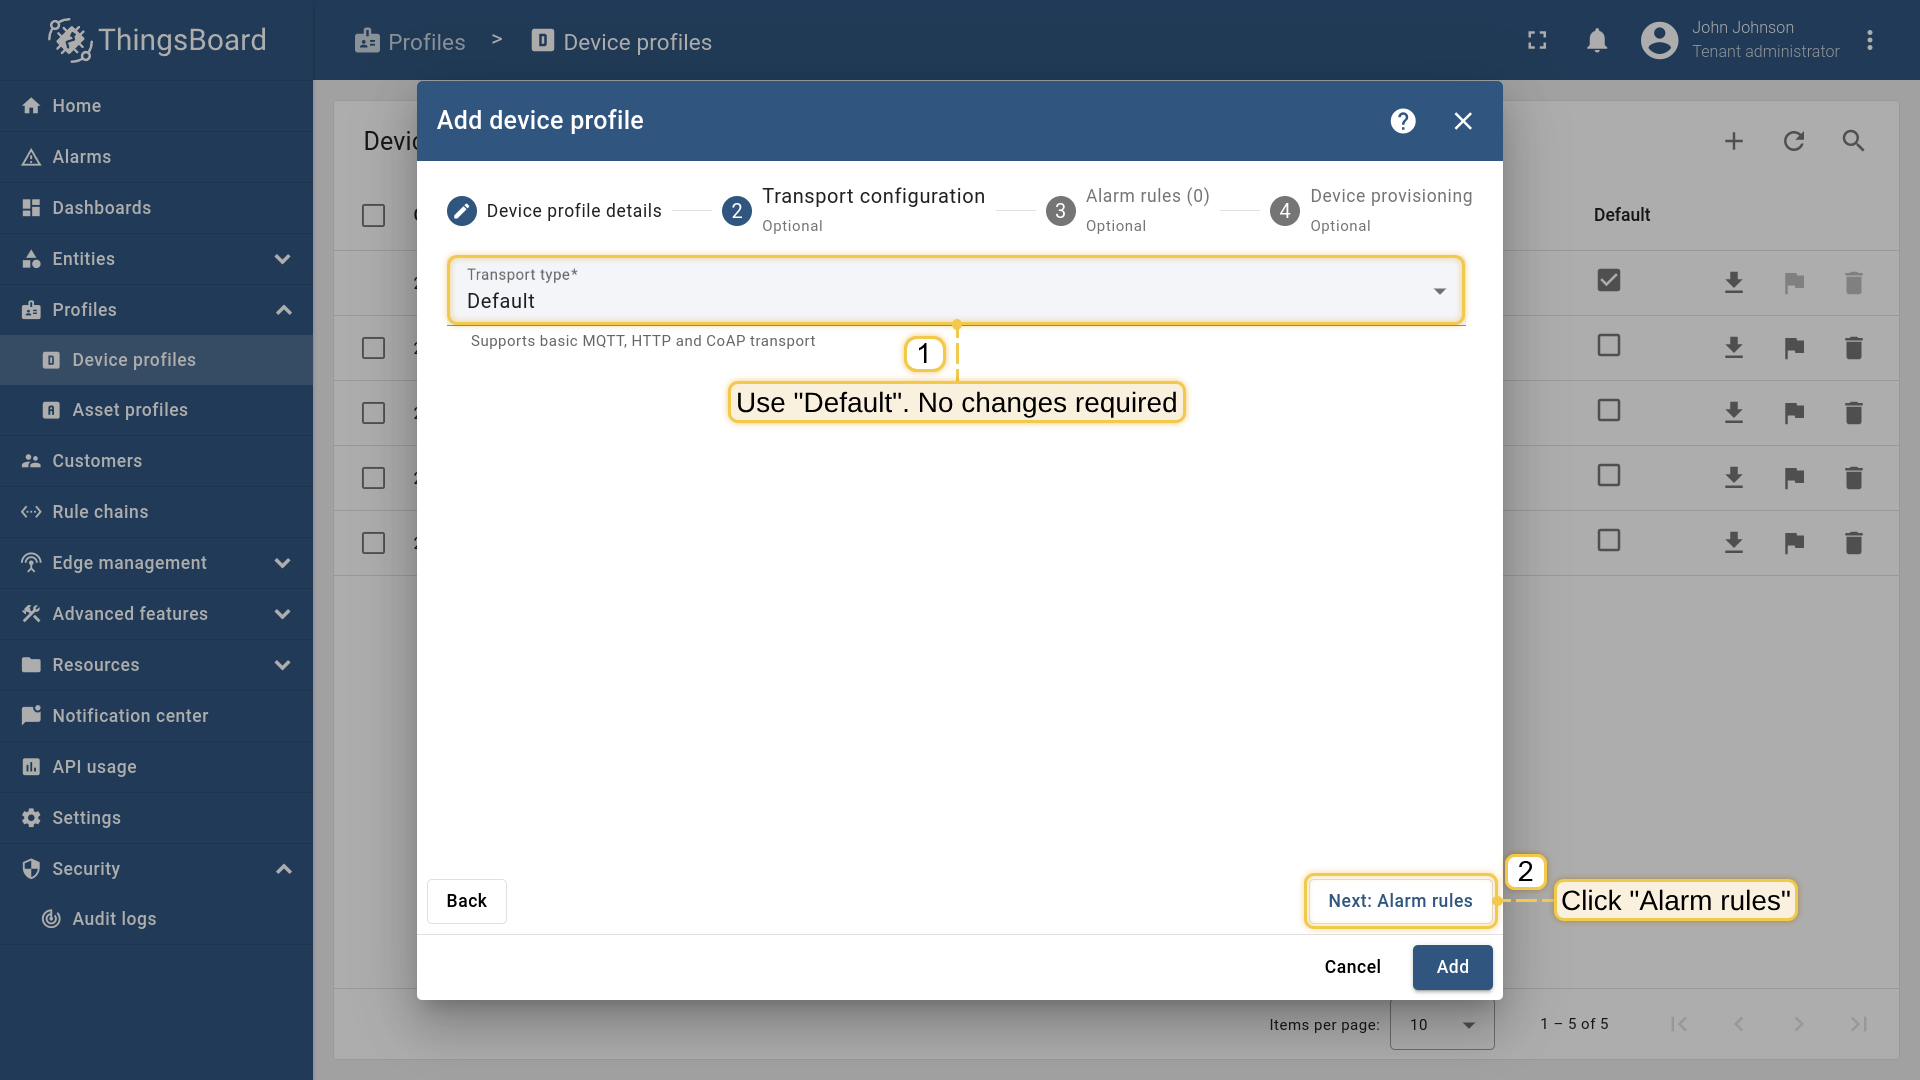 ThingsBoard
Profiles > Device profiles
John Johnson
Tenant administrator
Home
Alarms
Dashboards
Entities
Profiles
Device profiles
Asset profiles
Customers
Rule chains
Edge management
Advanced features
Resources
Notification center
API usage
Settings
Security
Audit logs
Default
Add device profile
Device profile details
2
Transport configuration
Optional
3
Alarm rules (0)
Optional
4
Device provisioning
Optional
Transport type*
Default
Supports basic MQTT, HTTP and CoAP transport
1
Use "Default". No changes required
Back
Next: Alarm rules
2
Click "Alarm rules"
Cancel
Add
Items per page:
10
1 – 5 of 5